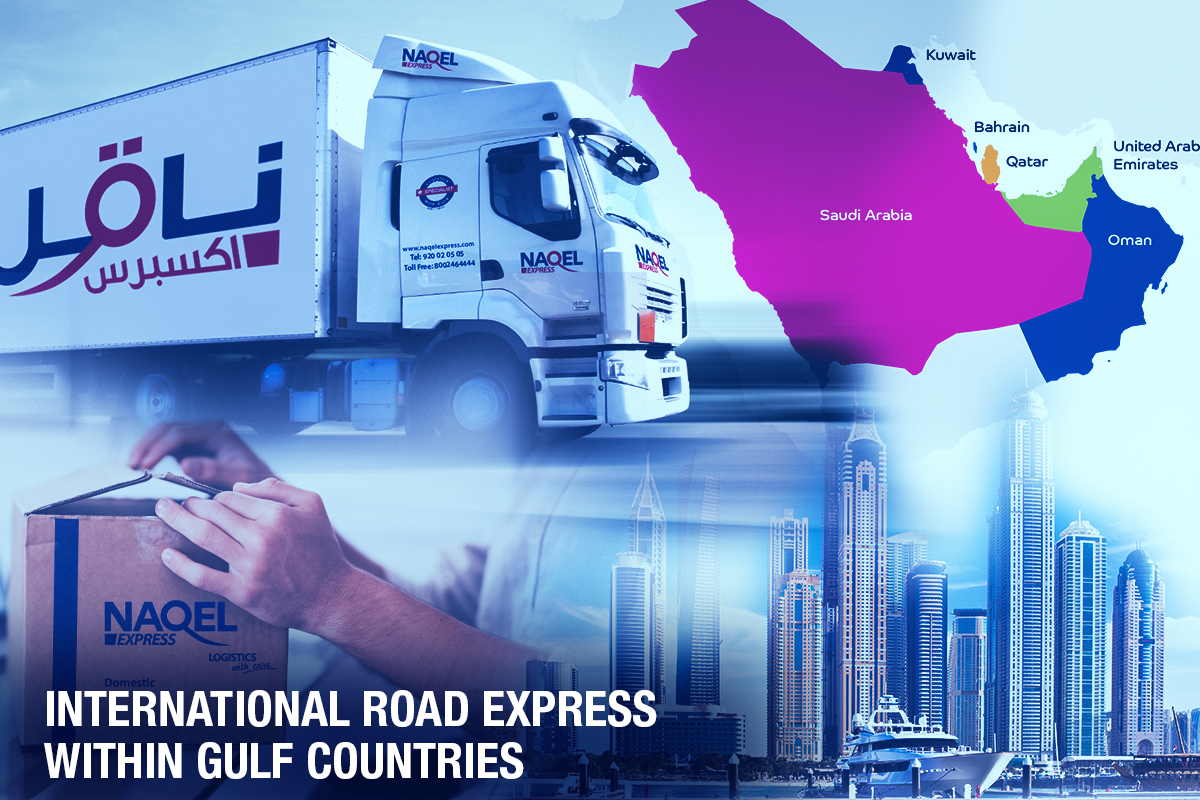 NAQEL
EXPRESS
ناقل
اكسبرس
SPECIALIST
www.naqelexpress.com
Tel: 920 02 05 05
Toll Free: 8002464444
NAQEL
EXPRESS
NAQEL
EXPRESS
Kuwait
Bahrain
Qatar
United Arab
Emirates
Saudi Arabia
Oman
NAQEL
EXPRESS
LOGISTICS
with care
Domestic
INTERNATIONAL ROAD EXPRESS
WITHIN GULF COUNTRIES